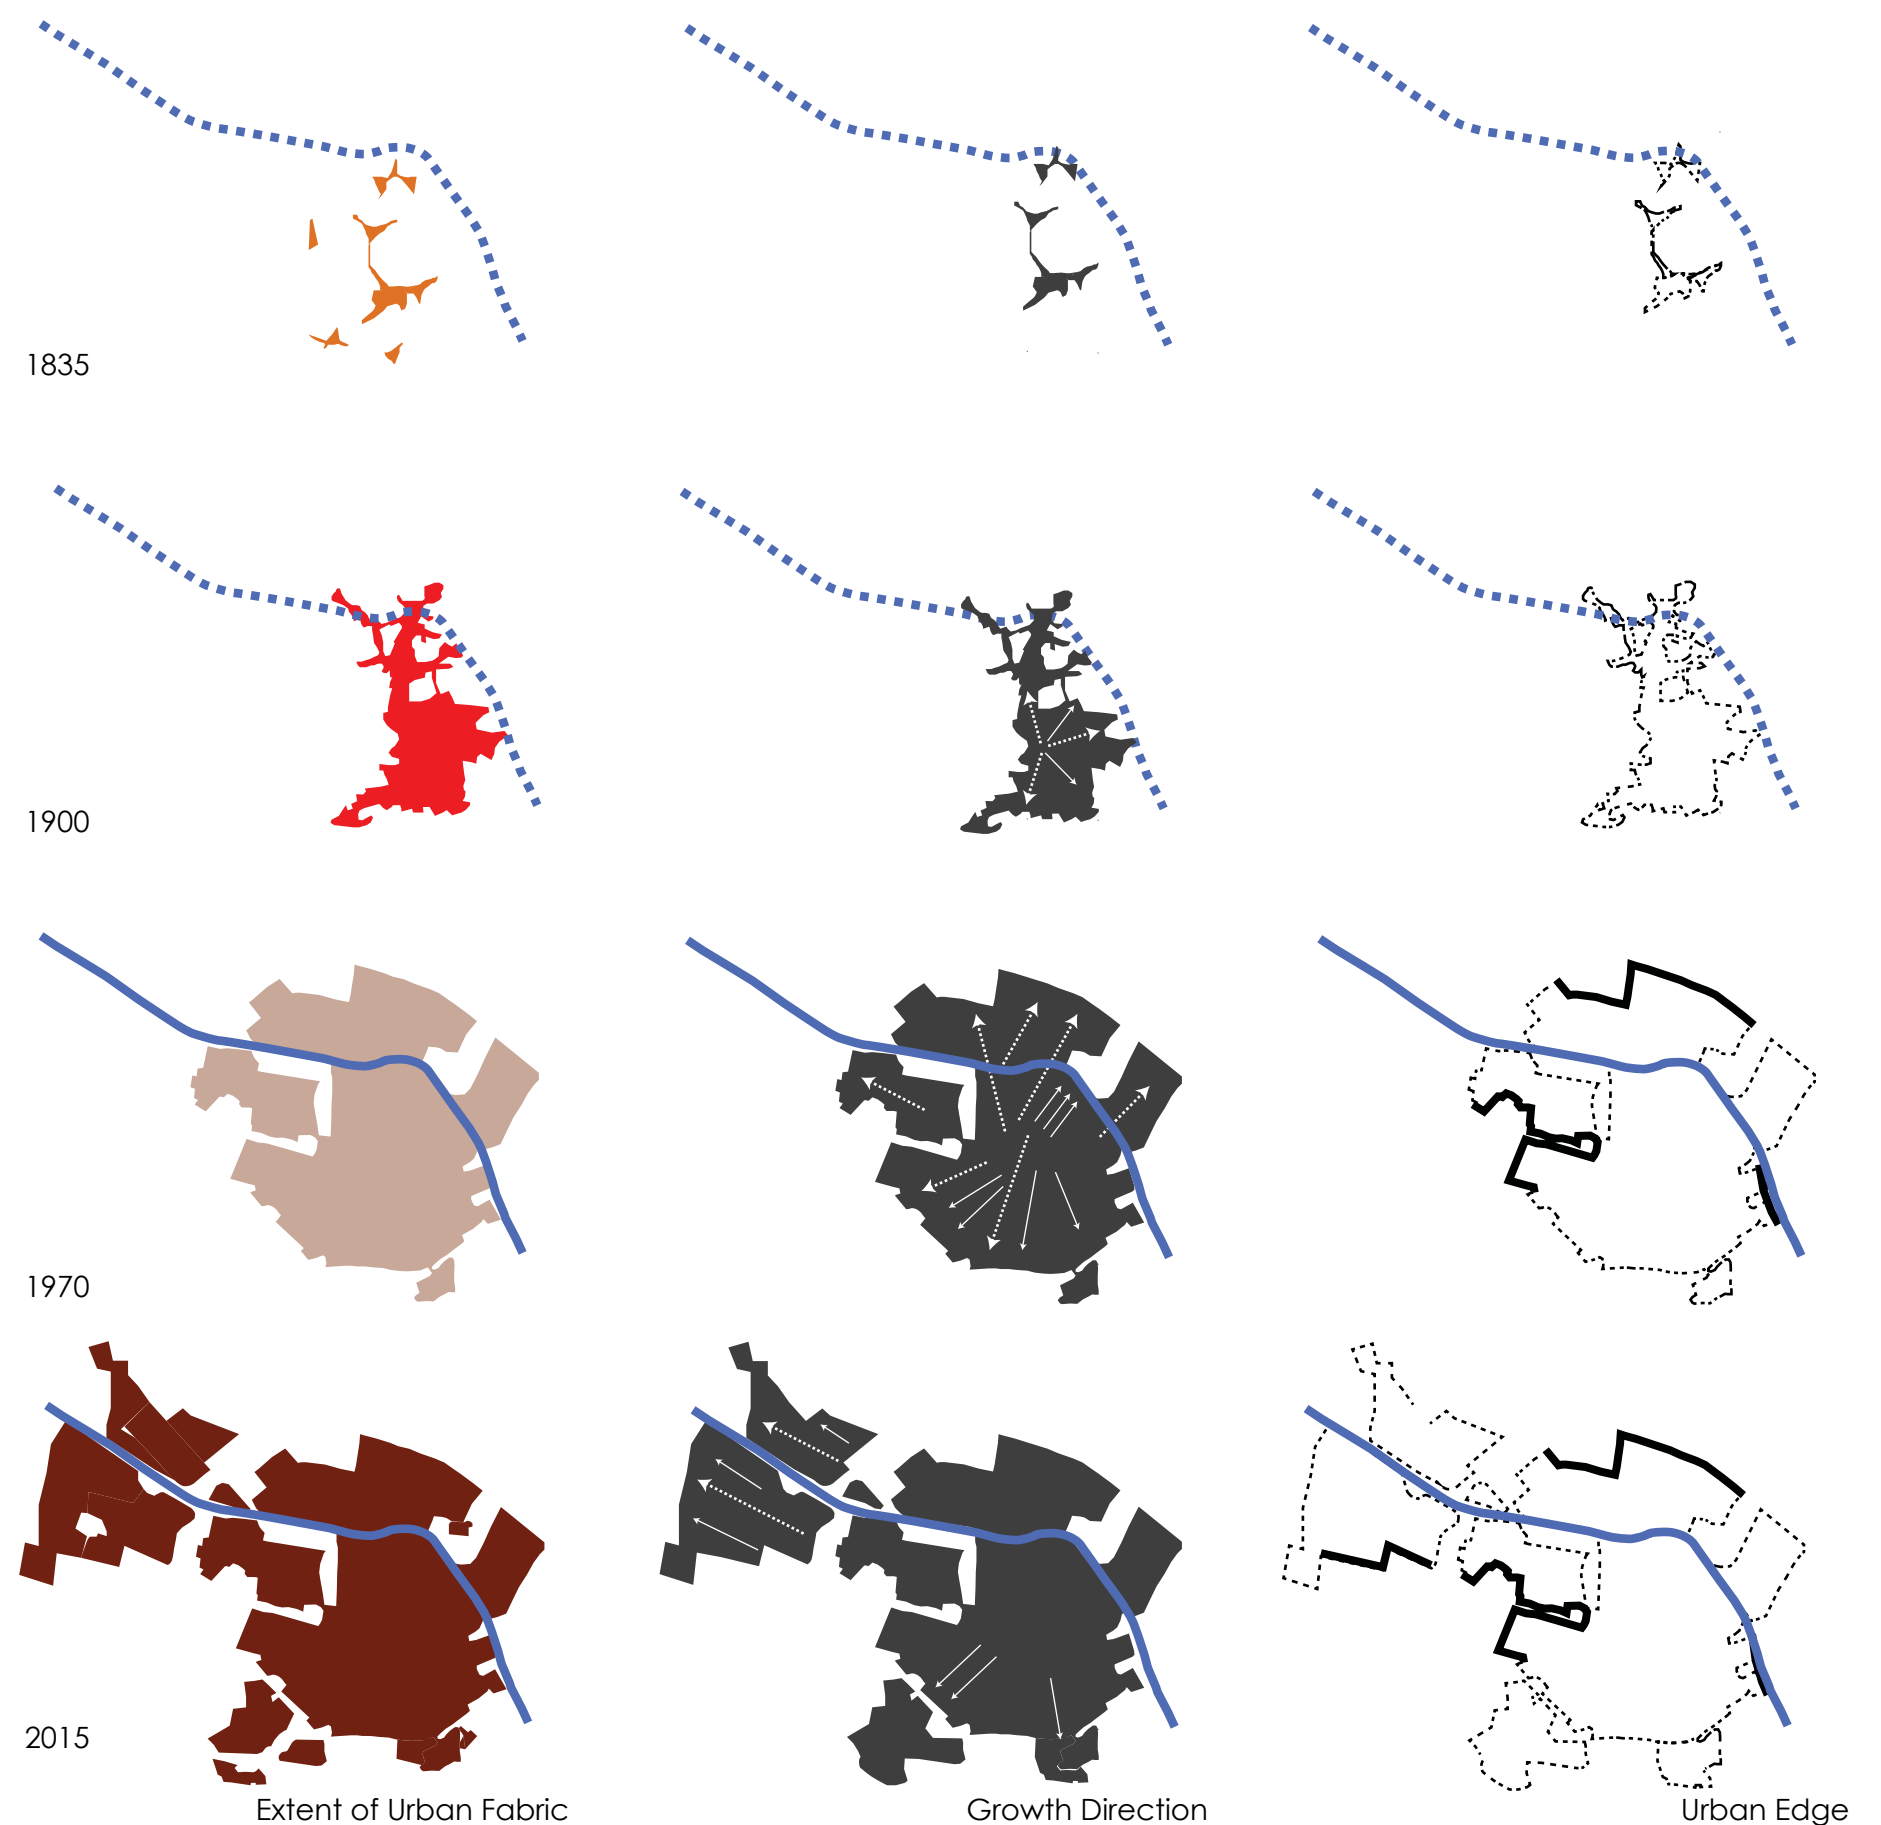 1835
1900
1970
2015
Extent of Urban Fabric
Growth Direction
Urban Edge